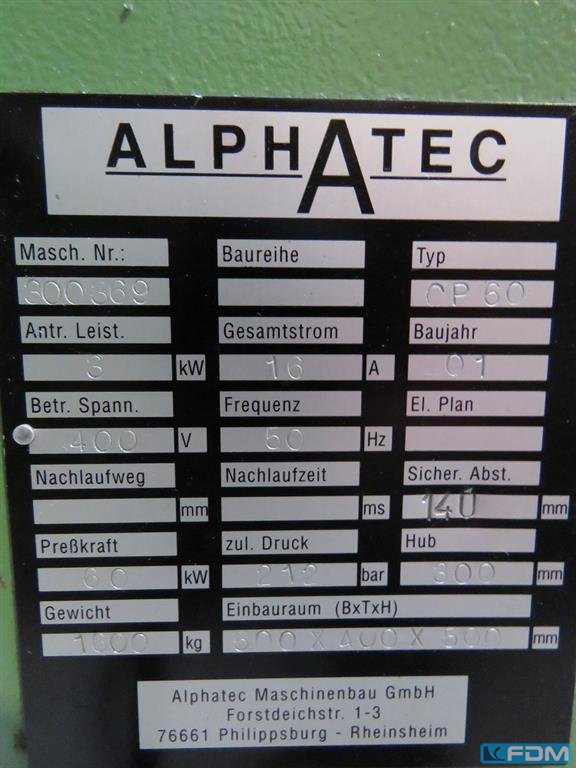 ALPHATEC
Masch. Nr.: Baureihe Typ
300369 CP 60
Antr. Leist. Gesamtstrom Baujahr
3 kW 16 A 01
Betr. Spann. Frequenz El. Plan
400 V 50 Hz
Nachlaufweg Nachlaufzeit Sicher. Abst.
mm ms 140 mm
Preßkraft zul. Druck Hub
60 kW 212 bar 300 mm
Gewicht Einbauraum (BxTxH)
kg X 400 X 500 mm
Alphatec Maschinenbau GmbH
Forstdeichstr. 1-3
76661 Philippsburg - Rheinsheim
FDM